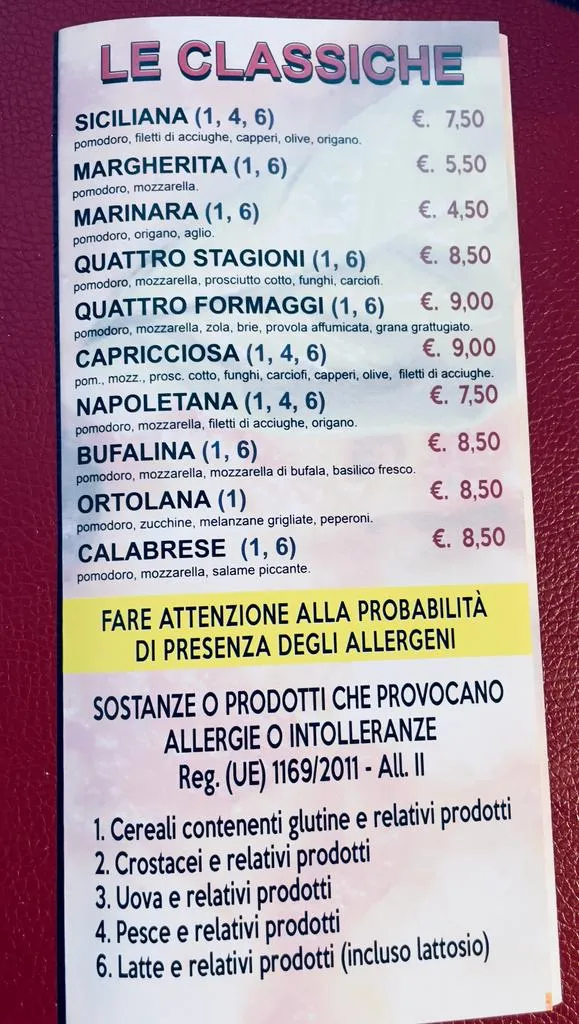 LE CLASSICHE
SICILIANA (1, 4, 6) €. 7,50
pomodoro, filetti di acciughe, capperi, olive, origano.
MARGHERITA (1, 6) €. 5,50
pomodoro, mozzarella.
MARINARA (1, 6) €. 4,50
pomodoro, origano, aglio.
QUATTRO STAGIONI (1, 6) €. 8,50
pomodoro, mozzarella, prosciutto cotto, funghi, carciofi.
QUATTRO FORMAGGI (1, 6) €. 9,00
pomodoro, mozzarella, zola, brie, provola affumicata, grana grattugiato.
CAPRICCIOSA (1, 4, 6) €. 9,00
pom., mozz., prosc. cotto, funghi, carciofi, capperi, olive, filetti di acciughe.
NAPOLETANA (1, 4, 6) €. 7,50
pomodoro, mozzarella, filetti di acciughe, origano.
BUFALINA (1, 6) €. 8,50
pomodoro, mozzarella, mozzarella di bufala, basilico fresco.
ORTOLANA (1) €. 8,50
pomodoro, zucchine, melanzane grigliate, peperoni.
CALABRESE (1, 6) €. 8,50
pomodoro, mozzarella, salame piccante.
FARE ATTENZIONE ALLA PROBABILITÀ
DI PRESENZA DEGLI ALLERGENI
SOSTANZE O PRODOTTI CHE PROVOCANO
ALLERGIE O INTOLLERANZE
Reg. (UE) 1169/2011 - All. II
1. Cereali contenenti glutine e relativi prodotti
2. Crostacei e relativi prodotti
3. Uova e relativi prodotti
4. Pesce e relativi prodotti
6. Latte e relativi prodotti (incluso lattosio)